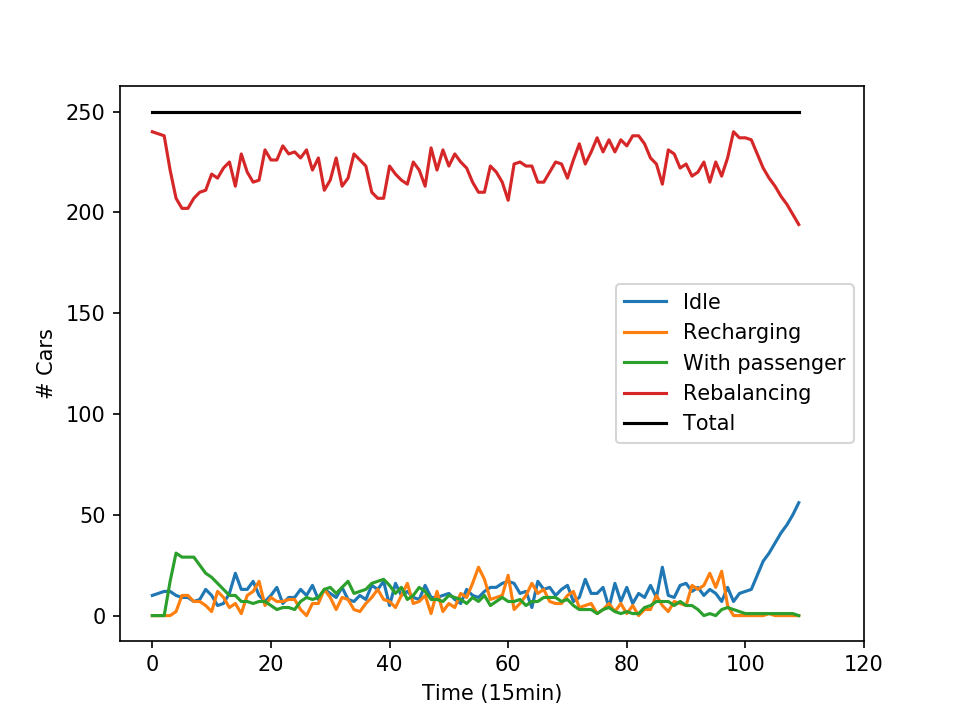 250
200
150
100
50
0
# Cars
Idle
Recharging
With passenger
Rebalancing
Total
0 20 40 60 80 100 120
Time (15min)